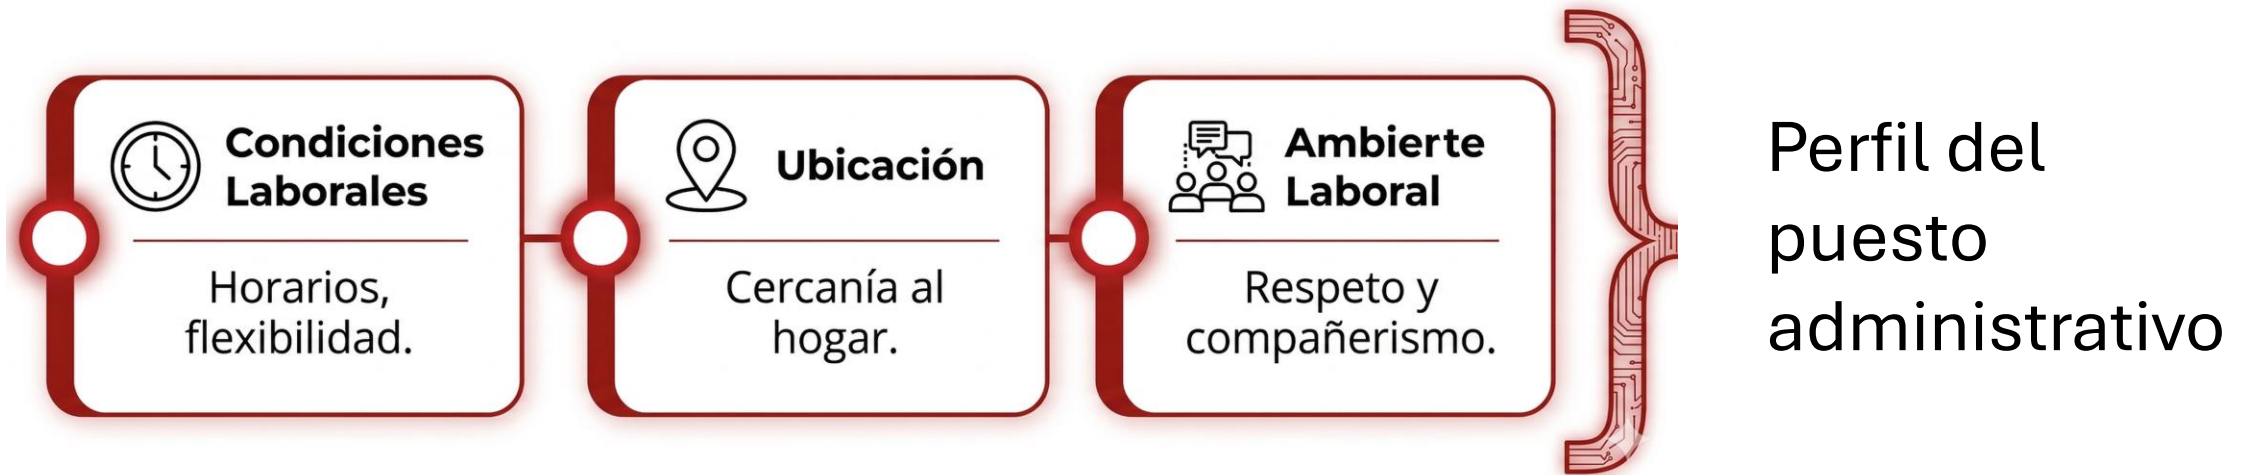 Condiciones
Laborales
Horarios,
flexibilidad.
Ubicación
Cercanía al
hogar.
Ambierte
Laboral
Respeto y
compañerismo.
Perfil del
puesto
administrativo